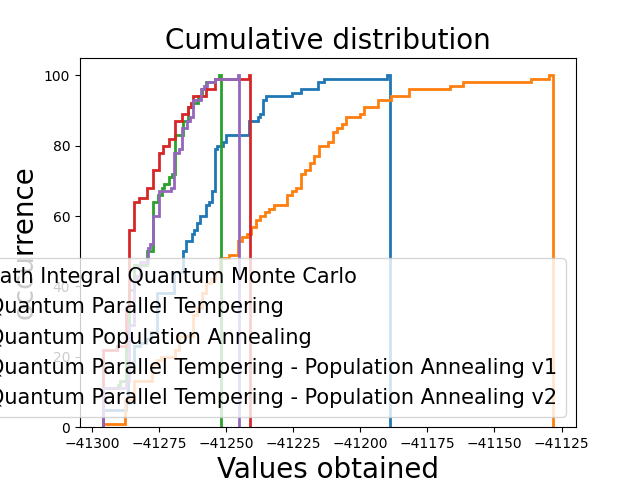 Cumulative distribution
100
80
60
40
20
0
occurrence
ath Integral Quantum Monte Carlo
Quantum Parallel Tempering
Quantum Population Annealing
Quantum Parallel Tempering - Population Annealing v1
Quantum Parallel Tempering - Population Annealing v2
−41300 −41275 −41250 −41225 −41200 −41175 −41150 −41125
Values obtained